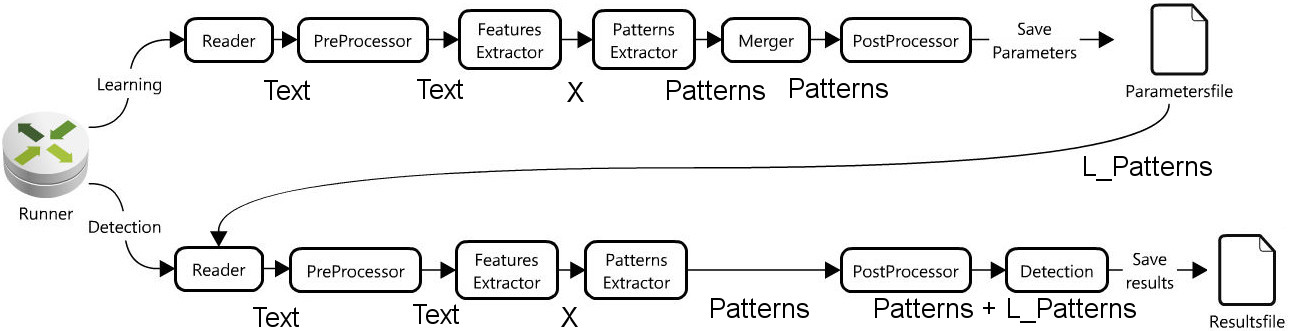 Reader
PreProcessor
Features
Extractor
Patterns
Extractor
Merger
PostProcessor
Save
Parameters
Parametersfile
Learning
Text
Text
X
Patterns
Patterns
L_Patterns
Runner
Detection
Reader
PreProcessor
Features
Extractor
Patterns
Extractor
PostProcessor
Detection
Save
results
Resultsfile
Text
Text
X
Patterns
Patterns + L_Patterns